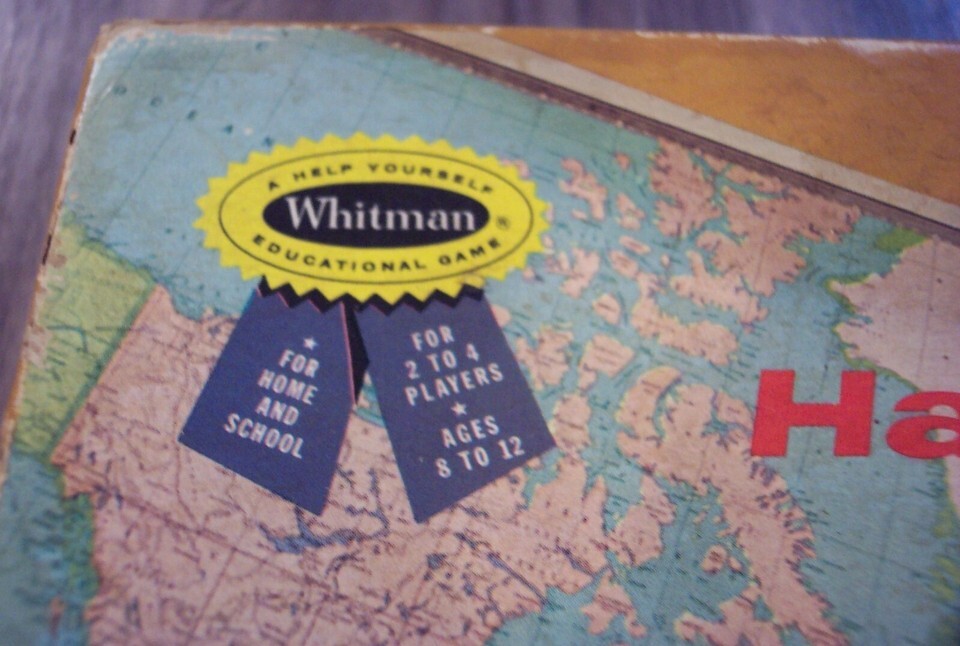 A HELP YOURSELF
Whitman®
EDUCATIONAL GAME
★
FOR
HOME
AND
SCHOOL
FOR
2 TO 4
PLAYERS
★
AGES
8 TO 12
Ha